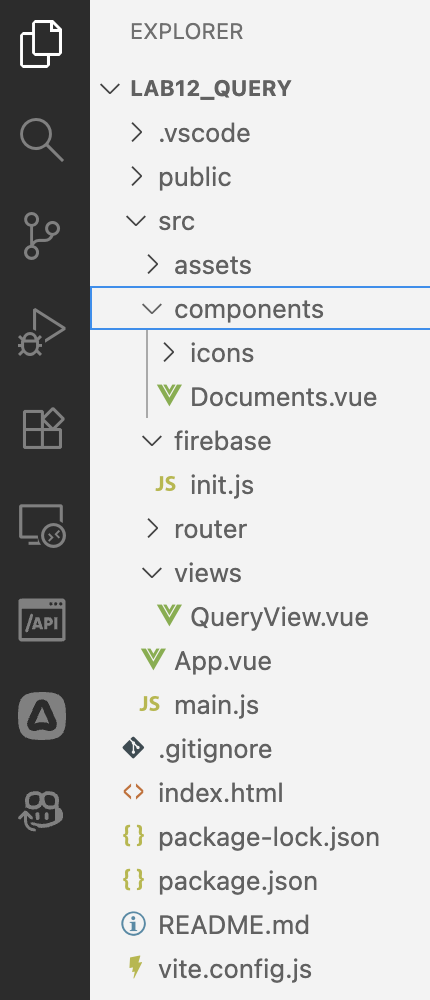 EXPLORER
LAB12_QUERY
.vscode
public
src
assets
components
icons
Documents.vue
firebase
JS init.js
router
views
QueryView.vue
App.vue
JS main.js
.gitignore
<> index.html
{} package-lock.json
{} package.json
README.md
/API
vite.config.js